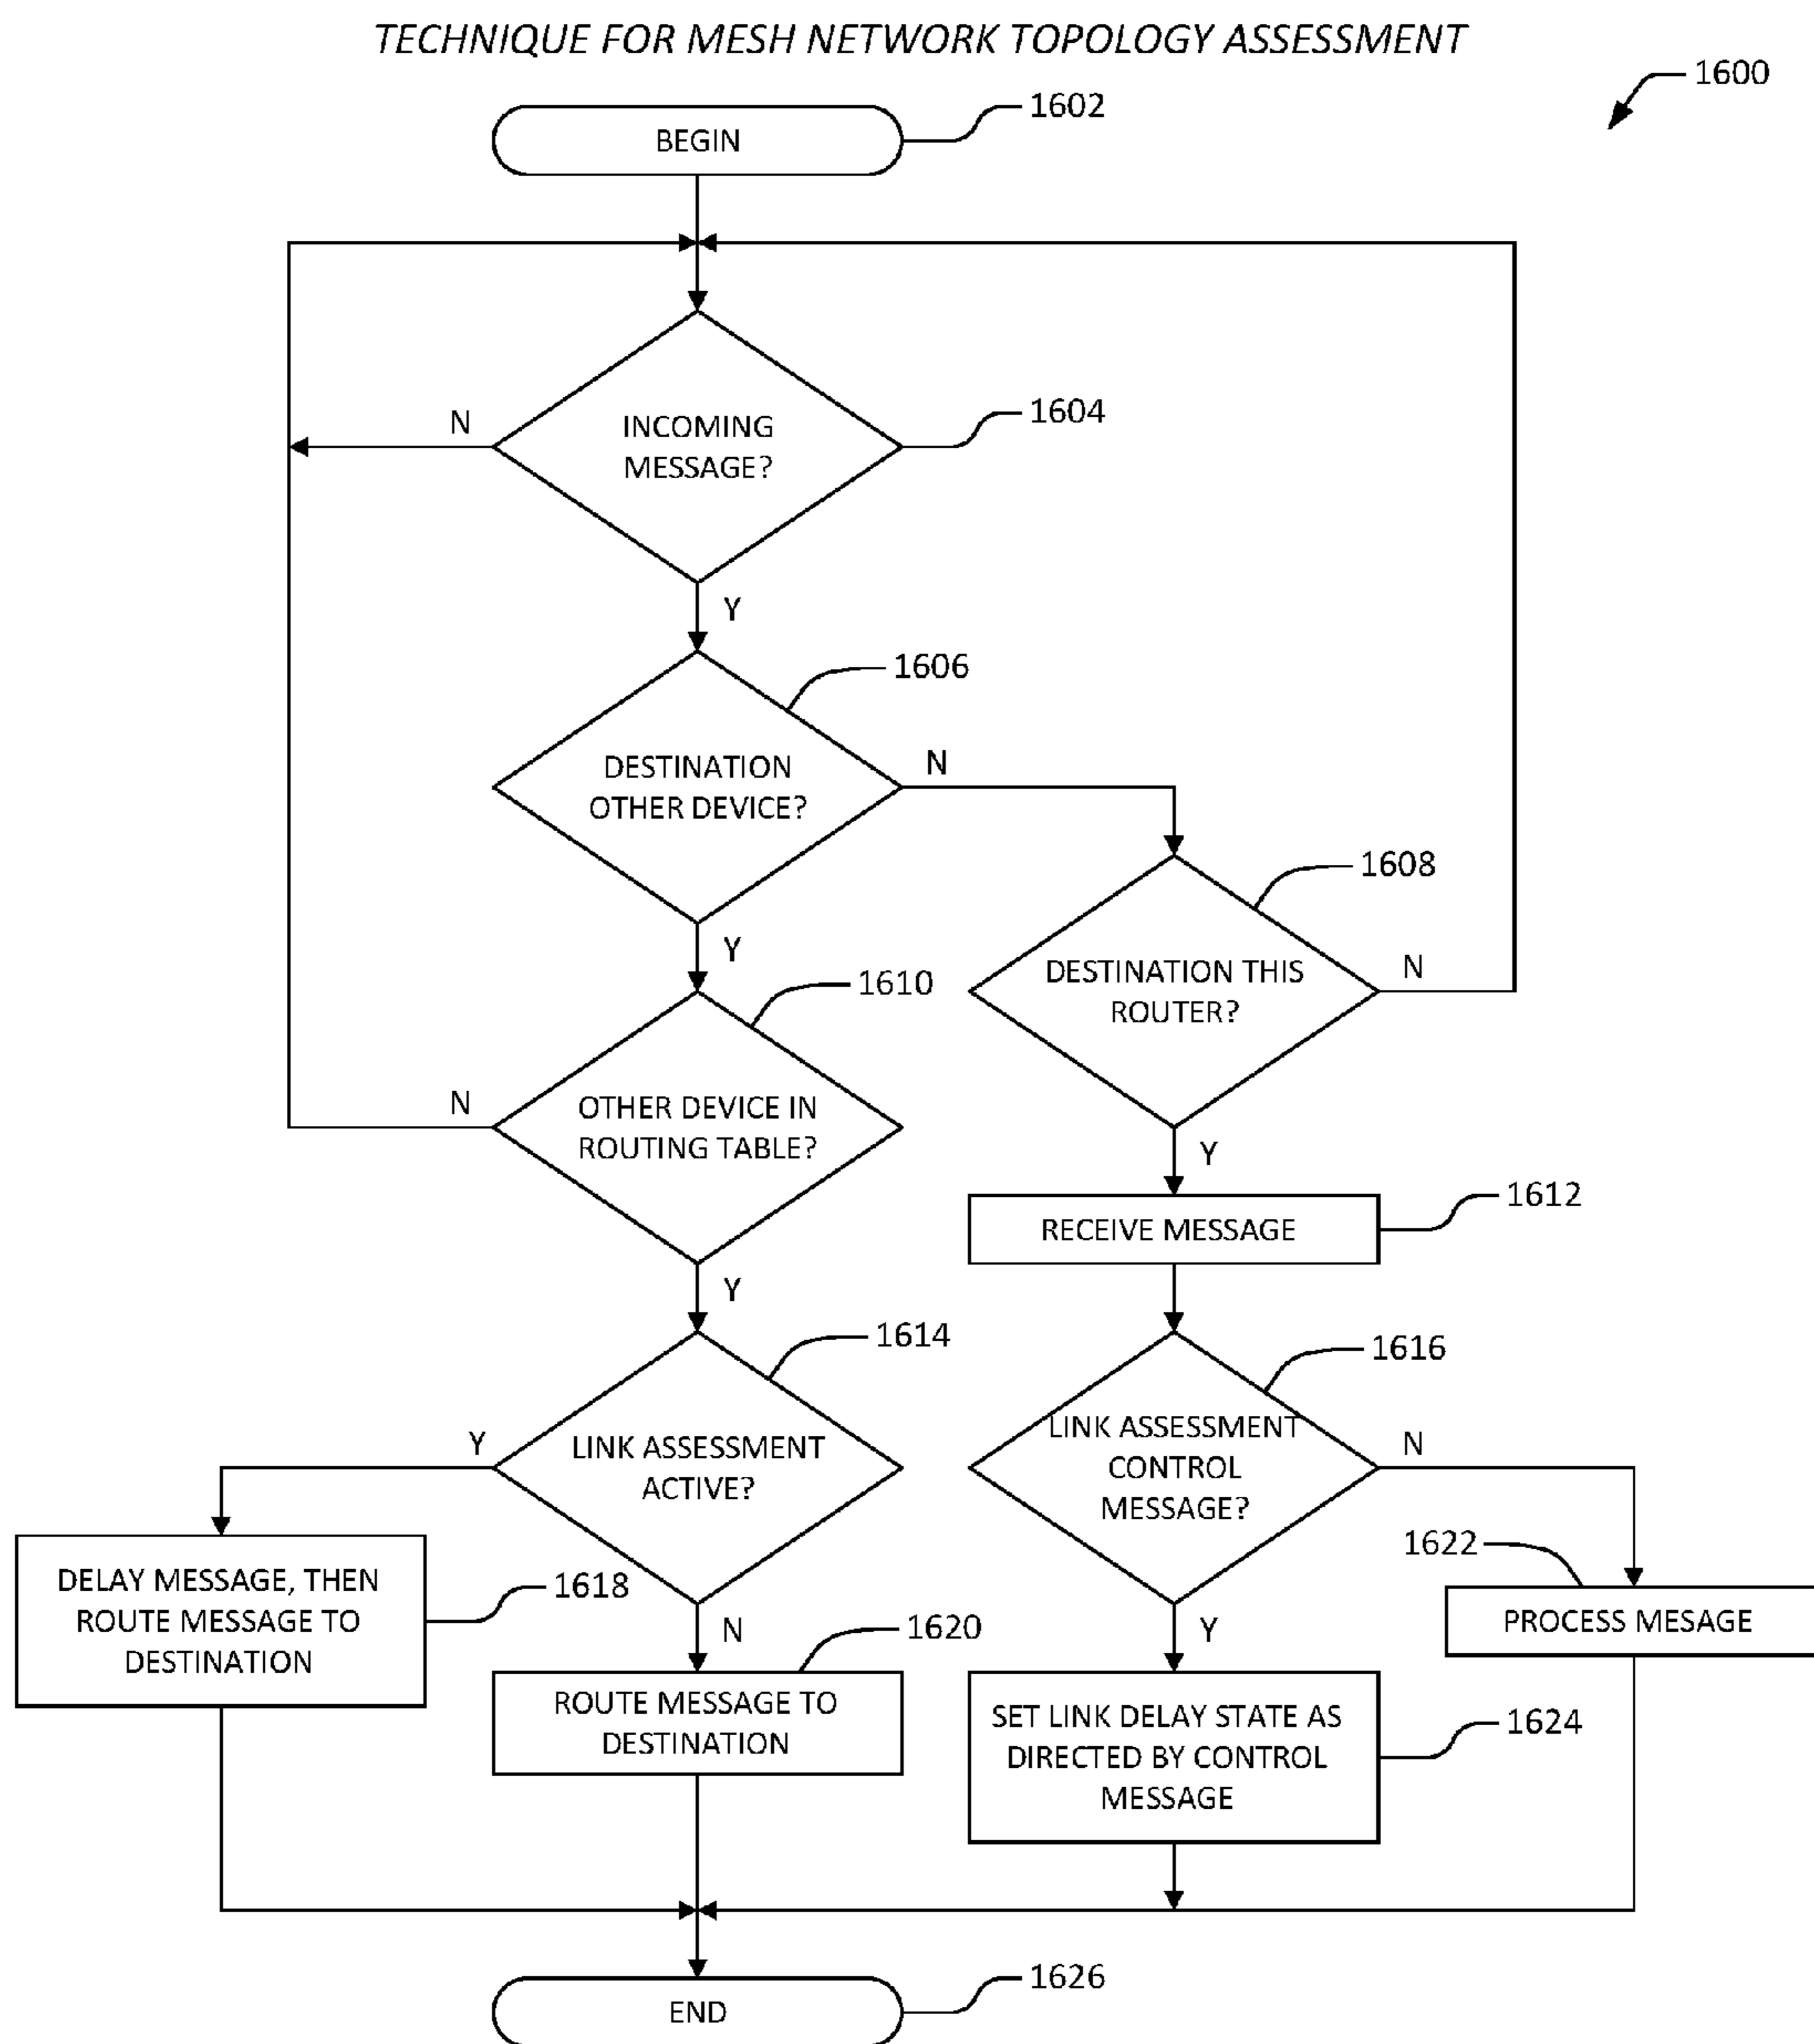 TECHNIQUE FOR MESH NETWORK TOPOLOGY ASSESSMENT
1600
BEGIN
1602
INCOMING
MESSAGE?
1604
N
Y
DESTINATION
OTHER DEVICE?
1606
N
Y
DESTINATION THIS
ROUTER?
1608
N
Y
OTHER DEVICE IN
ROUTING TABLE?
1610
N
Y
RECEIVE MESSAGE
1612
LINK ASSESSMENT
ACTIVE?
1614
Y
N
LINK ASSESSMENT
CONTROL
MESSAGE?
1616
N
Y
DELAY MESSAGE, THEN
ROUTE MESSAGE TO
DESTINATION
1618
ROUTE MESSAGE TO
DESTINATION
1620
1622
PROCESS MESAGE
SET LINK DELAY STATE AS
DIRECTED BY CONTROL
MESSAGE
1624
END
1626